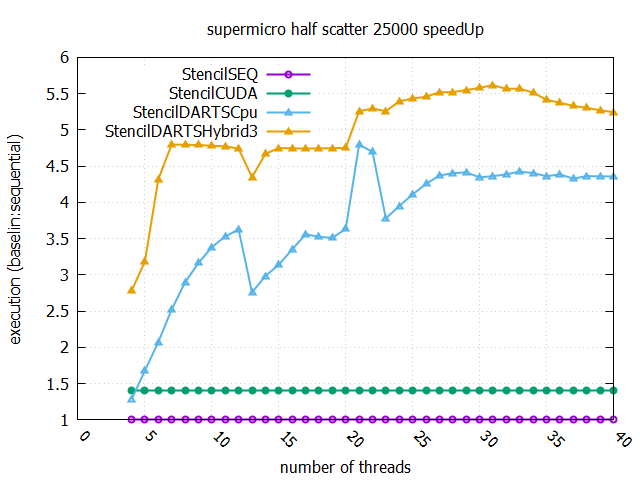 supermicro half scatter 25000 speedUp
6
5.5
5
4.5
4
3.5
3
2.5
2
1.5
1
execution (baselin:sequential)
StencilSEQ
StencilCUDA
StencilDARTSCpu
StencilDARTSHybrid3
0
5
10
15
20
25
30
35
40
number of threads